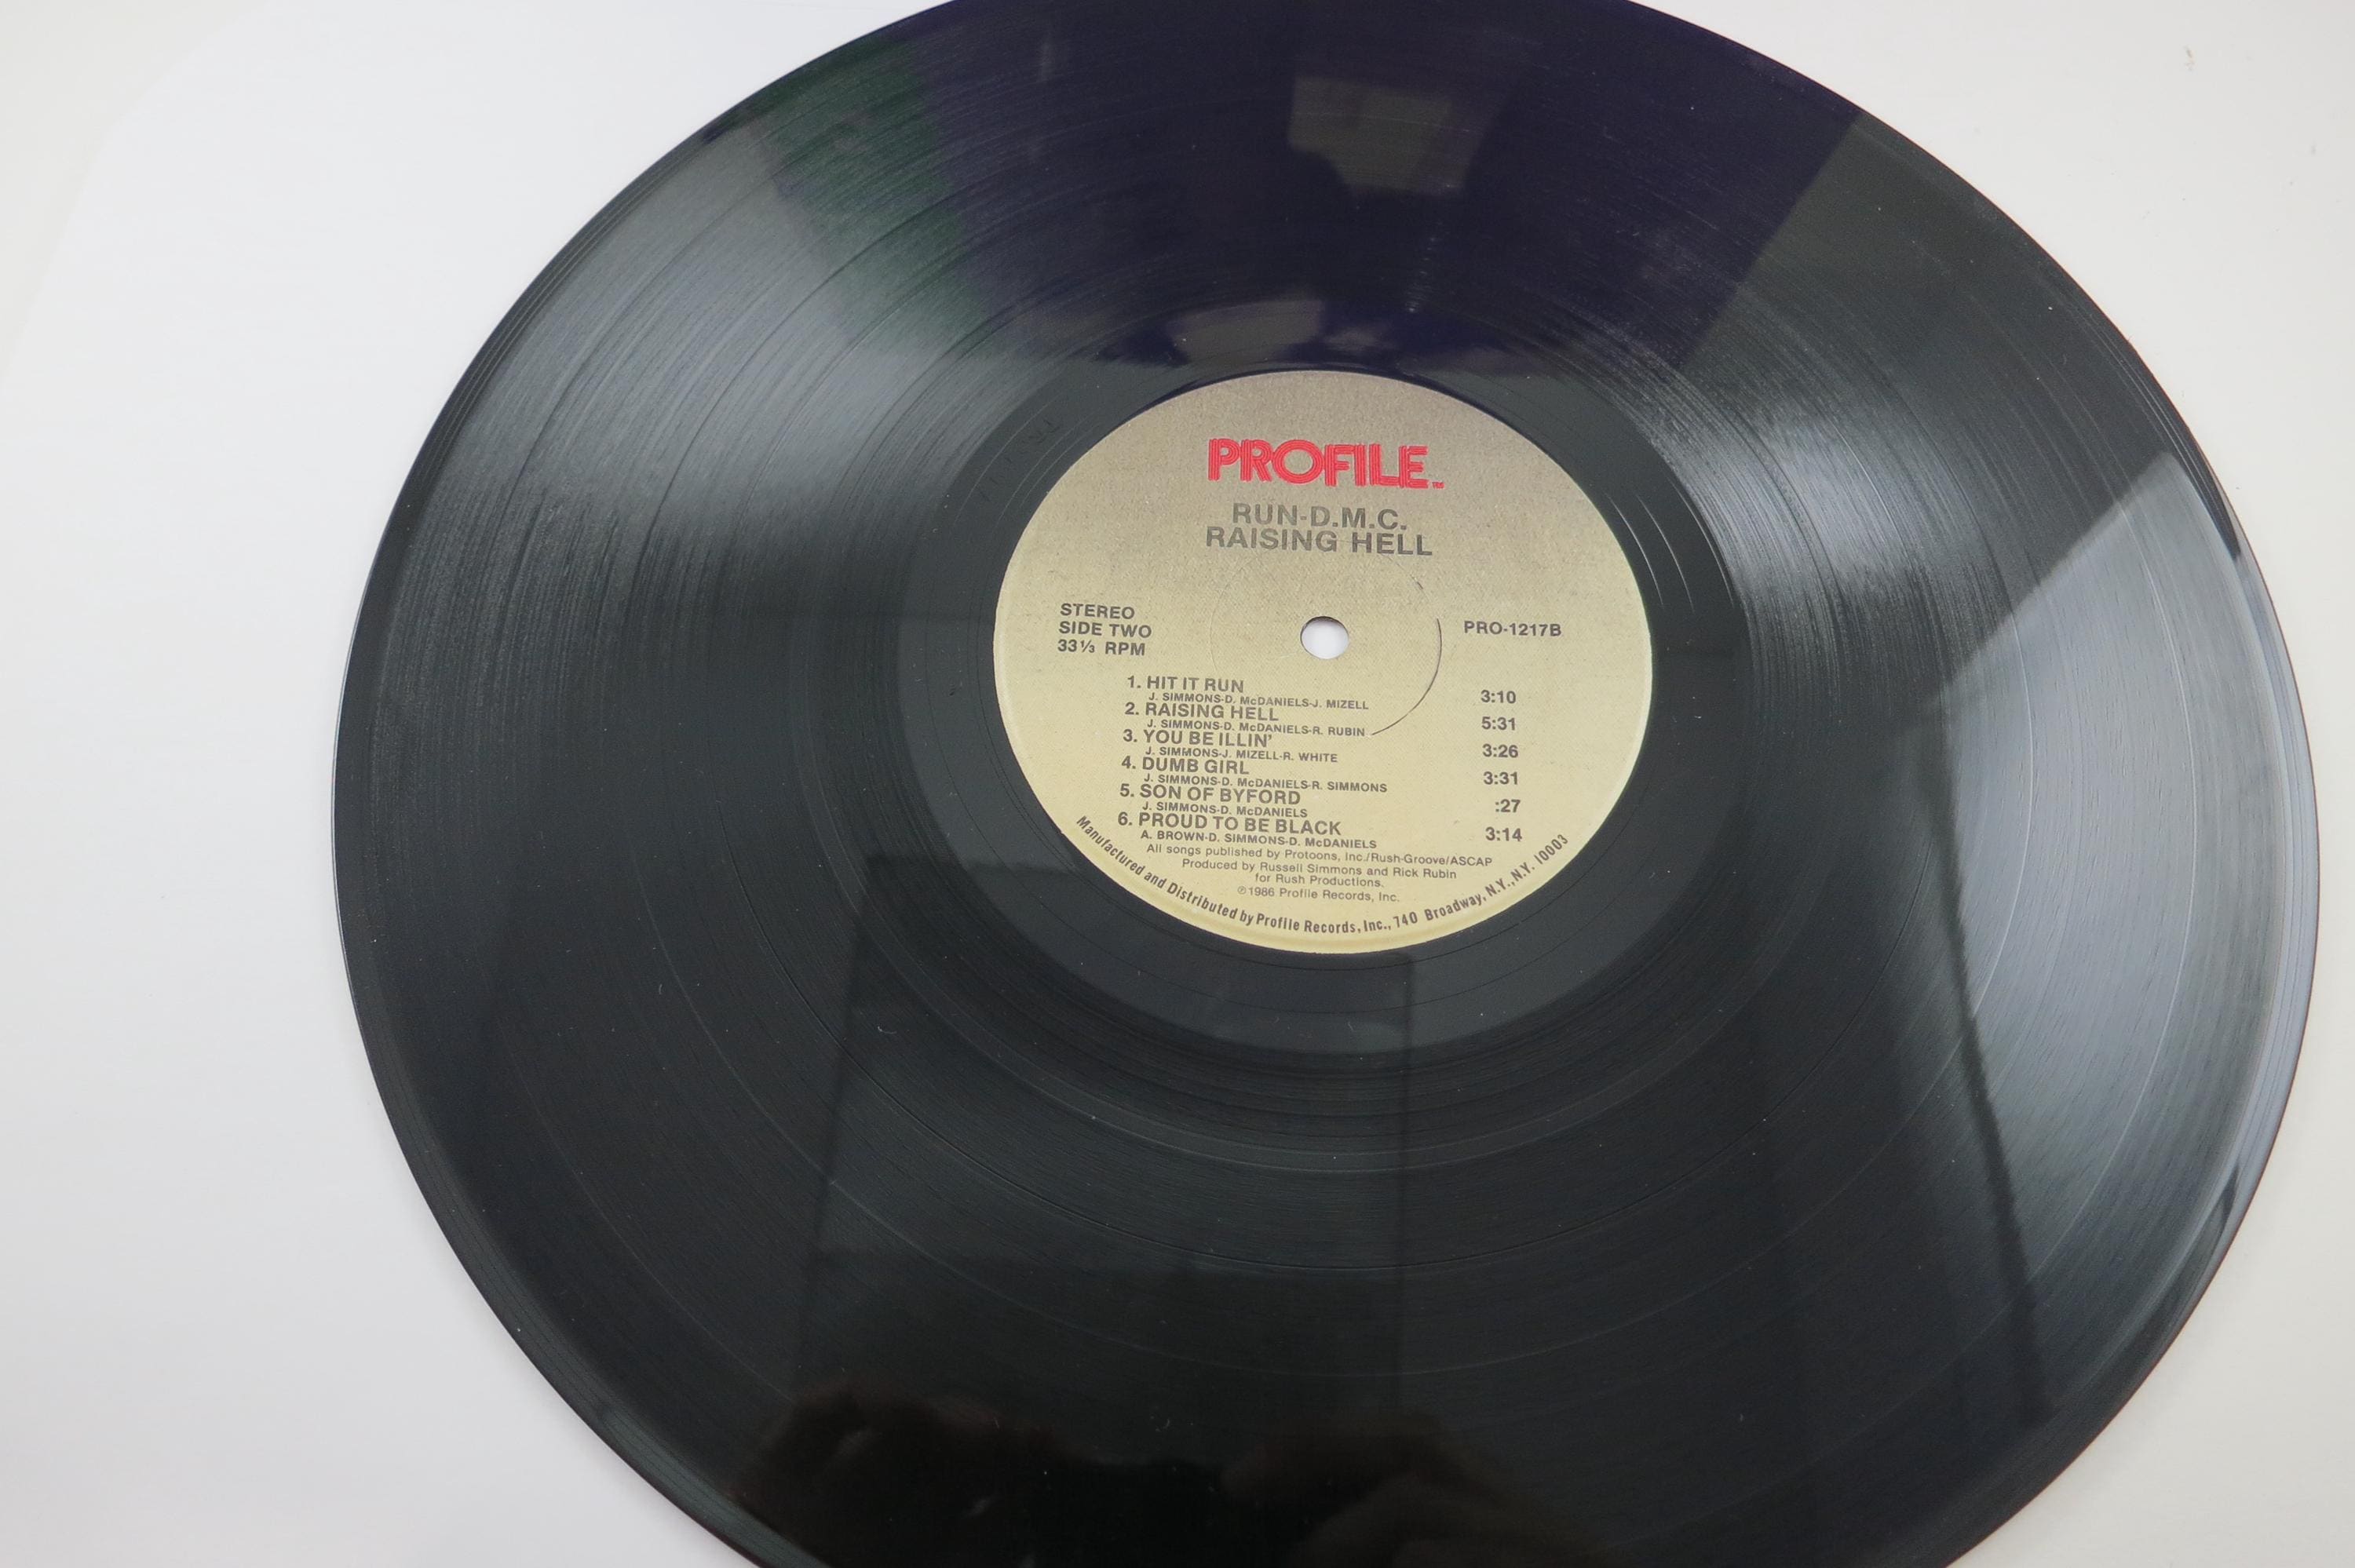 PROFILE™
RUN-D.M.C.
RAISING HELL
STEREO
SIDE TWO
33⅓ RPM
PRO-1217B
1. HIT IT RUN 3:10
J. SIMMONS-D. McDANIELS-J. MIZELL
2. RAISING HELL 5:31
J. SIMMONS-D. McDANIELS-R. RUBIN
3. YOU BE ILLIN' 3:26
J. SIMMONS-J. MIZELL-R. WHITE
4. DUMB GIRL 3:31
J. SIMMONS-D. McDANIELS-R. SIMMONS
5. SON OF BYFORD :27
J. SIMMONS-D. McDANIELS
6. PROUD TO BE BLACK 3:14
A. BROWN-D. SIMMONS-D. McDANIELS
All songs published by Protoons, Inc./Rush-Groove/ASCAP
Produced by Russell Simmons and Rick Rubin
for Rush Productions.
℗1986 Profile Records, Inc.
Manufactured and Distributed by Profile Records, Inc., 740 Broadway, N.Y., N.Y. 10003